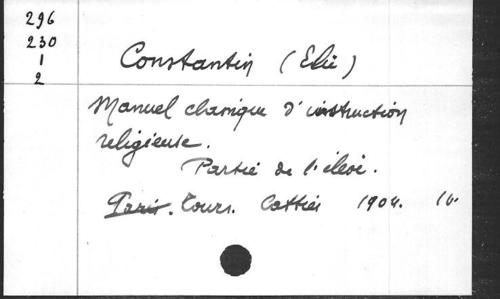 296
230
1
2
Constantin (Elie)
Manuel classique d'instruction
religieuse.
Partie de l'élève.
Paris. Tours. Cattier 1904. 16.